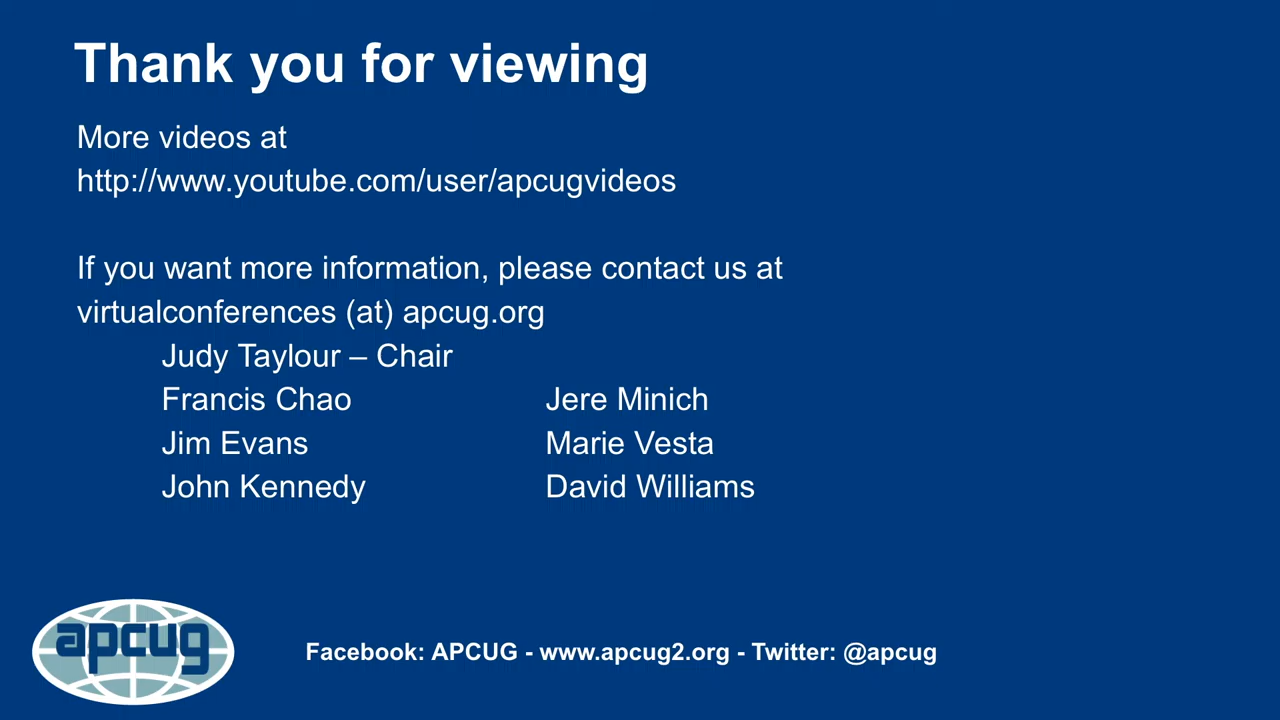 Thank you for viewing
More videos at
http://www.youtube.com/user/apcugvideos
If you want more information, please contact us at
virtualconferences (at) apcug.org
Judy Taylour – Chair
Francis Chao Jere Minich
Jim Evans Marie Vesta
John Kennedy David Williams
apcug
Facebook: APCUG - www.apcug2.org - Twitter: @apcug